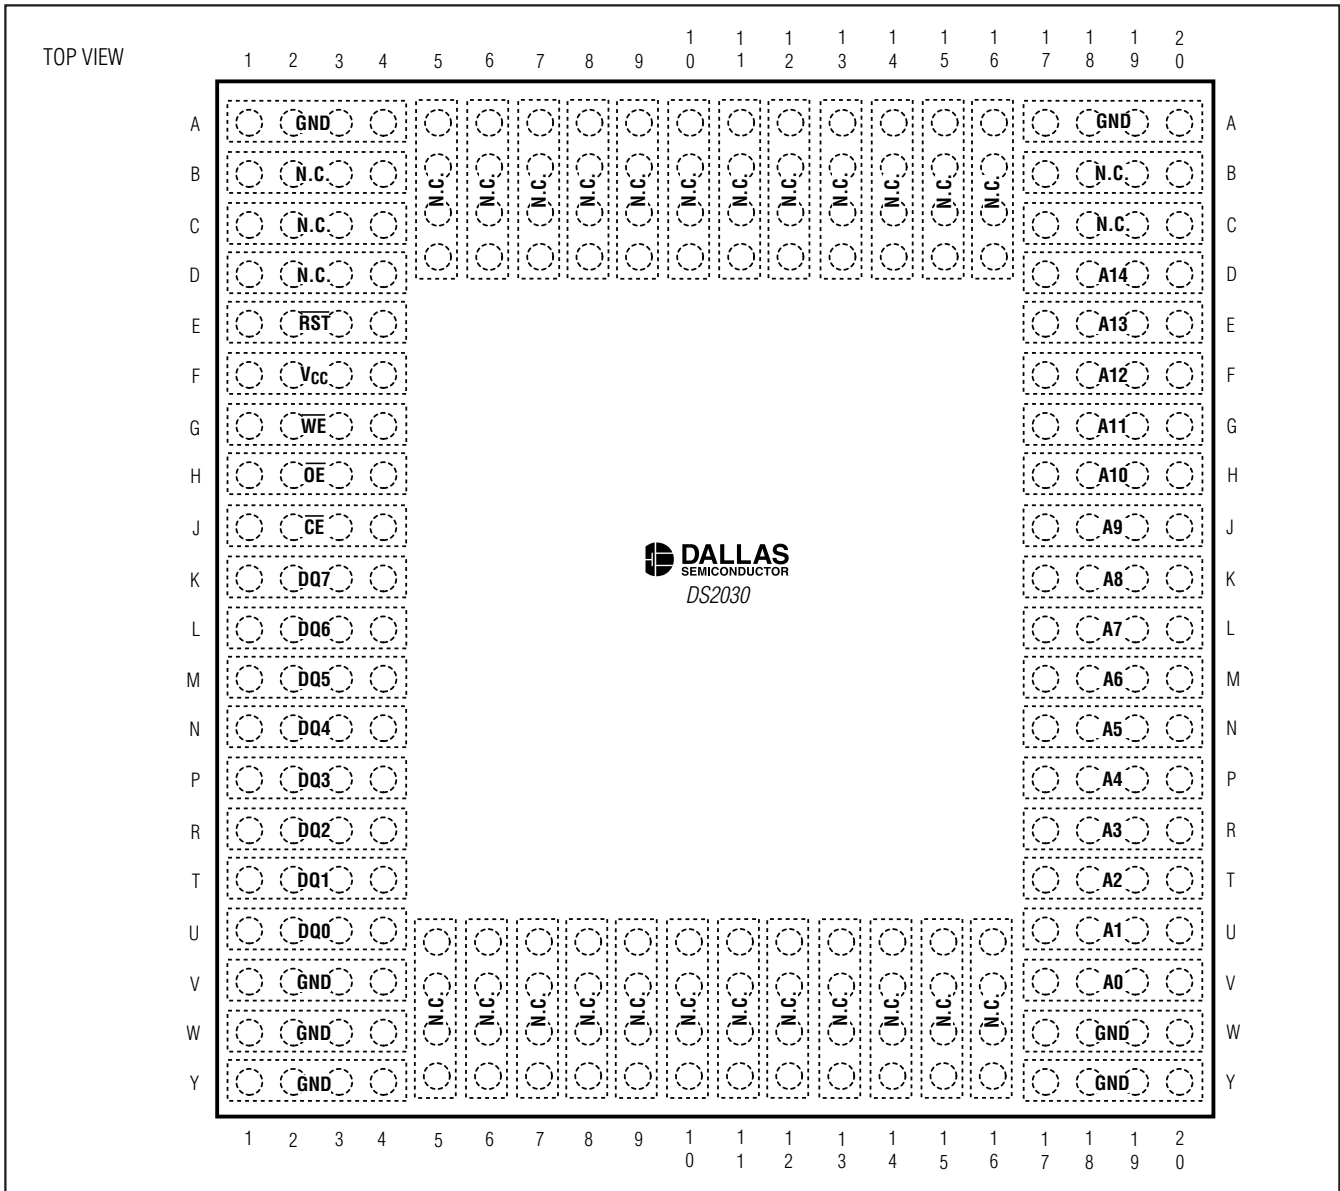 TOP VIEW
1 2 3 4 5 6 7 8 9 10 11 12 13 14 15 16 17 18 19 20
A GND GND A
B N.C. N.C. B
N.C. N.C. N.C. N.C. N.C. N.C. N.C. N.C. N.C. N.C. N.C. N.C.
C N.C. N.C. C
D N.C. A14 D
E R̅S̅T̅ A13 E
F VCC A12 F
G W̅E̅ A11 G
H O̅E̅ A10 H
J C̅E̅ A9 J
DALLAS
SEMICONDUCTOR
DS2030
K DQ7 A8 K
L DQ6 A7 L
M DQ5 A6 M
N DQ4 A5 N
P DQ3 A4 P
R DQ2 A3 R
T DQ1 A2 T
U DQ0 A1 U
V GND A0 V
N.C. N.C. N.C. N.C. N.C. N.C. N.C. N.C. N.C. N.C. N.C. N.C.
W GND GND W
Y GND GND Y
1 2 3 4 5 6 7 8 9 10 11 12 13 14 15 16 17 18 19 20